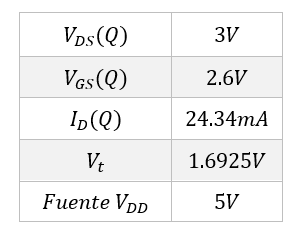 V_DS(Q) 3V
V_GS(Q) 2.6V
I_D(Q) 24.34mA
V_t 1.6925V
Fuente V_DD 5V